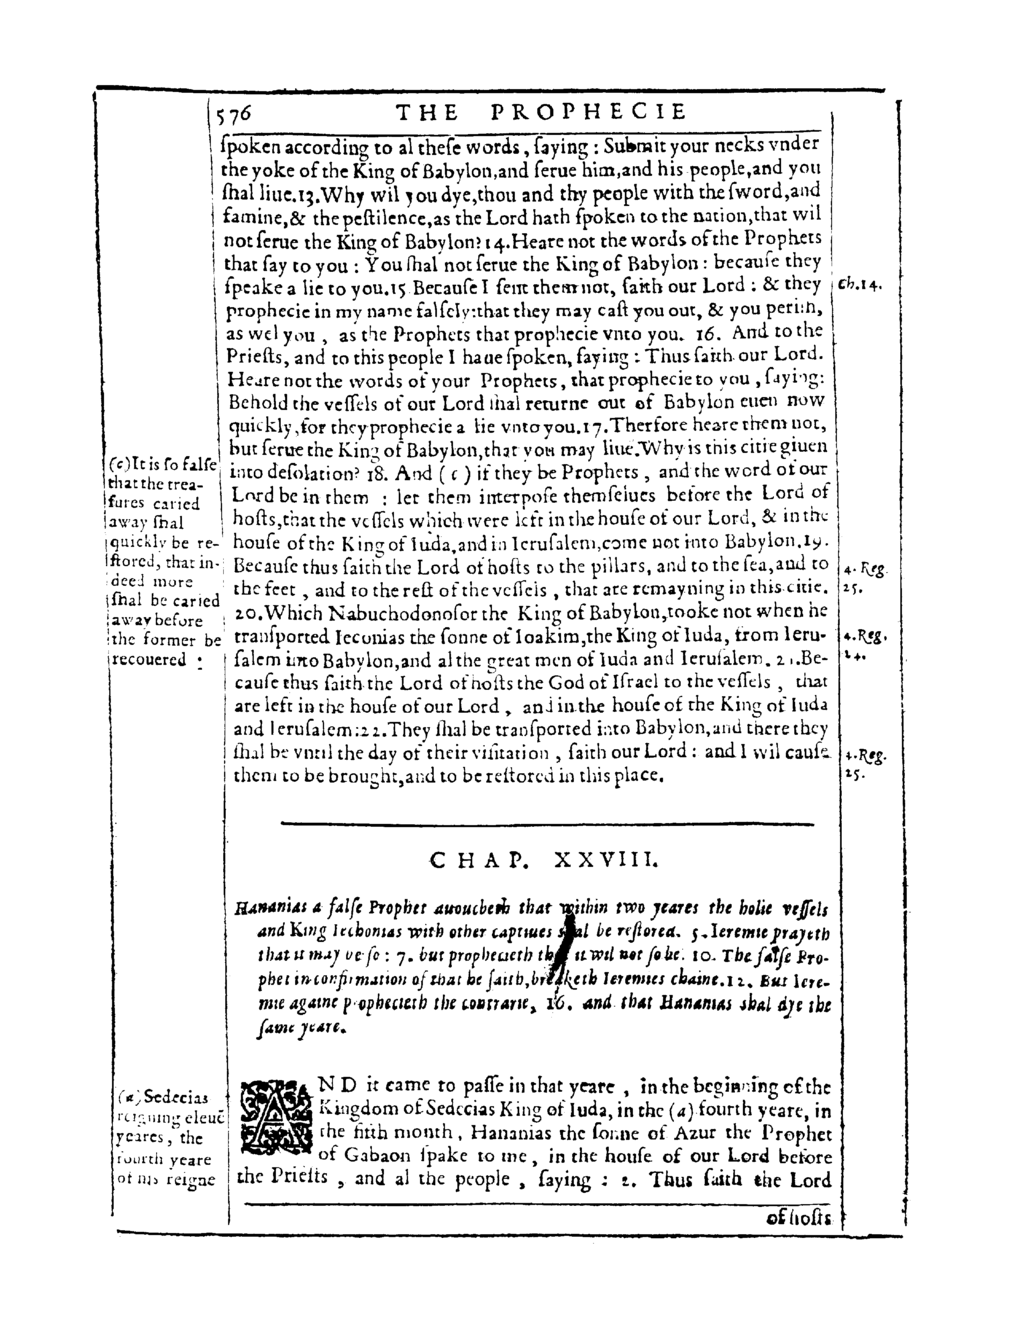 576 THE PROPHECIE
ſpoken according to al theſe words, ſaying : Submit your necks vnder
the yoke of the King of Babylon,and ſerue him,and his people,and you
ſhal liue.13.Why wil you dye,thou and thy people with the ſword,and
famine,& the peſtilence,as the Lord hath ſpoken to the nation,that wil
not ſerue the King of Babylon? 14.Heare not the words of the Prophets
that ſay to you : You ſhal not ſerue the King of Babylon : becauſe they
ſpeake a lie to you.15 Becauſe I ſent them not, ſaith our Lord : & they
Ch.14.
prophecie in my name falſely:that they may caſt you out, & you perish,
as wel you , as the Prophets that prophecie vnto you. 16. And to the
Prieſts, and to this people I haue ſpoken, ſaying : Thus ſaith our Lord.
Heare not the words of your Prophets, that prophecie to you , ſaying:
Behold the veſſels of our Lord ſhal returne out of Babylon euen now
quickly,for they prophecie a lie vnto you.17.Therfore heare them not,
but ſerue the King of Babylon,that you may liue.Why is this citie giuen
into deſolation? 18. And ( c ) if they be Prophets , and the word of our
Lord be in them : let them interpoſe themſelues before the Lord of
hoſts,that the veſſels which were left in the houſe of our Lord, & in the
houſe of the King of Iuda,and in Ieruſalem,come not into Babylon.19.
Becauſe thus ſaith the Lord of hoſts to the pillars, and to the ſea,and to
the feet , and to the reſt of the veſſels , that are remayning in this citie.
20.Which Nabuchodonoſor the King of Babylon,tooke not when he
tranſported Ieconias the ſonne of Ioakim,the King of Iuda, from Ieru-
ſalem into Babylon,and al the great men of Iuda and Ieruſalem. 21.Be-
cauſe thus ſaith the Lord of hoſts the God of Iſrael to the veſſels , that
are left in the houſe of our Lord , and in the houſe of the King of Iuda
and Ieruſalem:22.They ſhal be tranſported into Babylon,and there they
ſhal be vntil the day of their viſitation , ſaith our Lord : and I wil cauſe
them to be brought,and to be reſtored in this place.
(c)It is ſo falſe
that the trea-
ſures caried
away ſhal
quickly be re-
ſtored, that in-
deed more
ſhal be caried
away before
the former be
recouered :
4. Reg.
25.
4.Reg.
24.
4.Reg.
25.
CHAP. XXVIII.
Hananias a falſe Prophet auoucheth that within two yeares the holie veſſels
and King Iechonias with other captiues shal be reſtored. 5.Ieremie prayeth
that it may be ſo : 7. but prophecieth that it wil not ſo be. 10. The falſe Pro-
phet in confirmation of that he ſaith,breaketh Ieremies chaine.12. But Iere-
mie againe prophecieth the contrarie, 16. and that Hananias shal dye the
ſame yeare.
AND it came to paſſe in that yeare , in the beginning of the
Kingdom of Sedecias King of Iuda, in the (a) fourth yeare, in
the fifth month, Hananias the ſonne of Azur the Prophet
of Gabaon ſpake to me , in the houſe of our Lord before
the Prieſts , and al the people , ſaying : 2. Thus ſaith the Lord
(a) Sedecias
reigning eleuē
yeares, the
fourth yeare
of his reigne
of hoſts